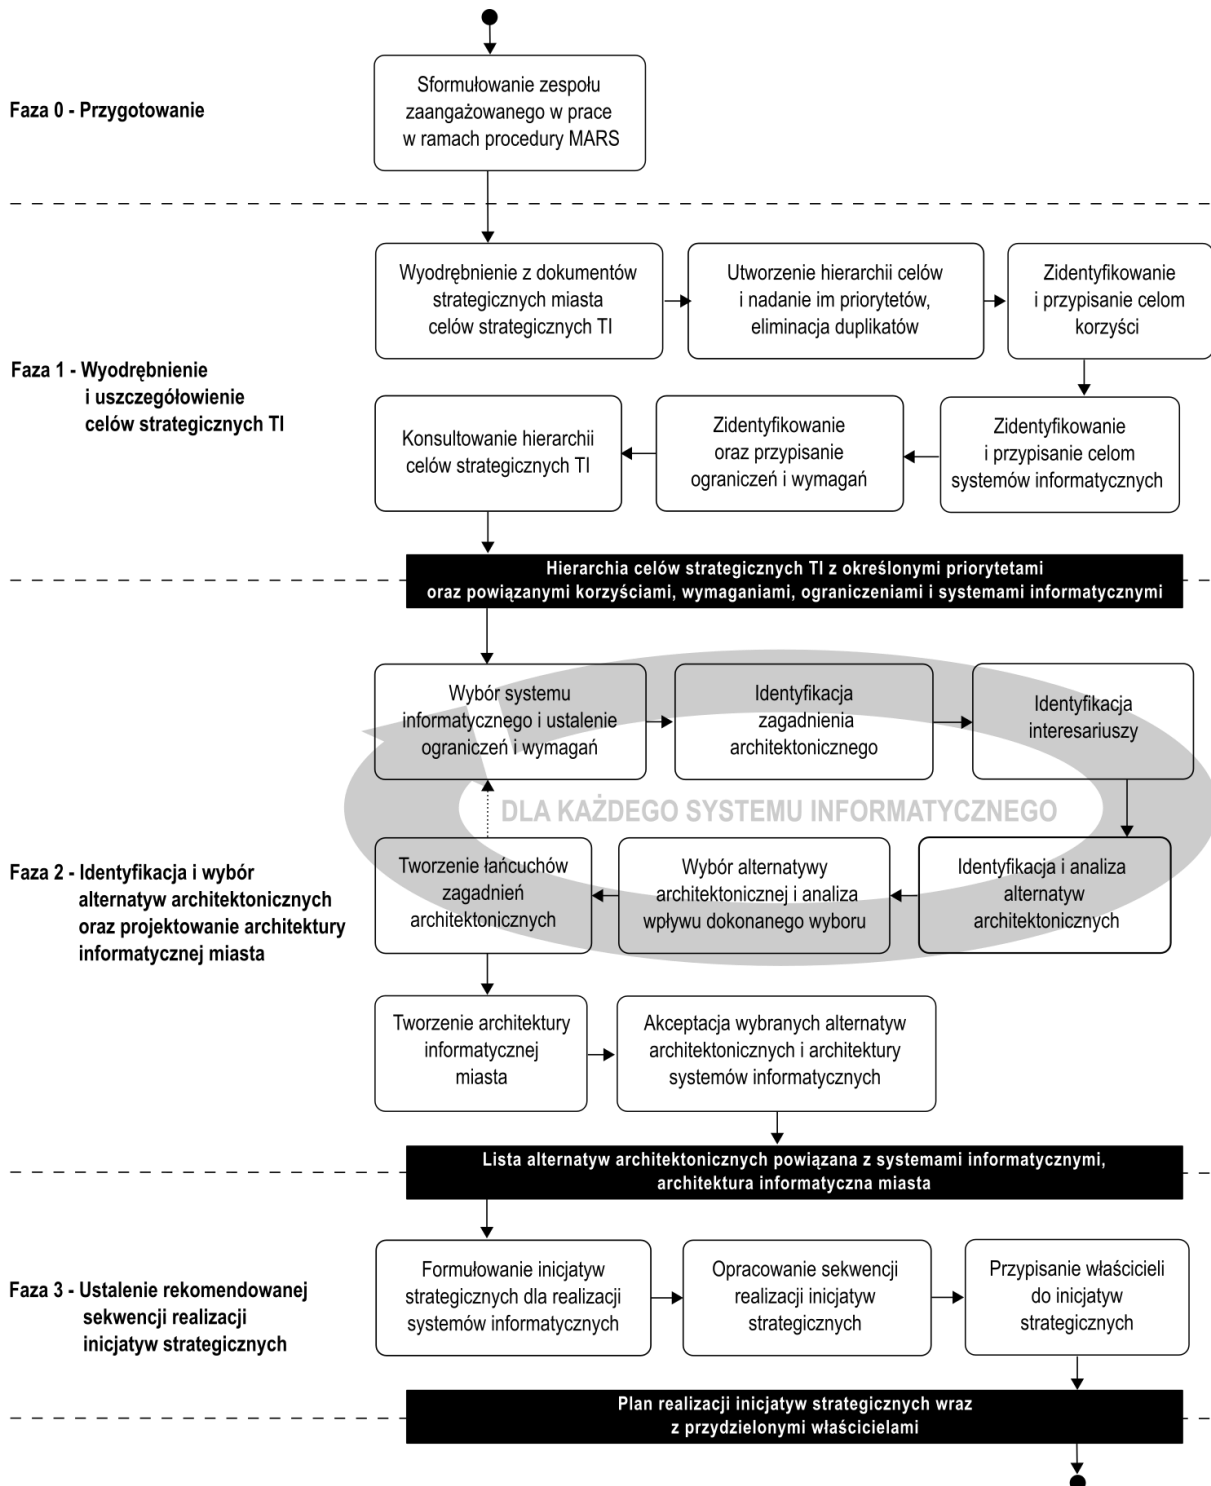 Faza 0 - Przygotowanie
Sformułowanie zespołu
zaangażowanego w prace
w ramach procedury MARS
Faza 1 - Wyodrębnienie
i uszczegółowienie
celów strategicznych TI
Wyodrębnienie z dokumentów
strategicznych miasta
celów strategicznych TI
Utworzenie hierarchii celów
i nadanie im priorytetów,
eliminacja duplikatów
Zidentyfikowanie
i przypisanie celom
korzyści
Zidentyfikowanie
i przypisanie celom
systemów informatycznych
Zidentyfikowanie
oraz przypisanie
ograniczeń i wymagań
Konsultowanie hierarchii
celów strategicznych TI
Hierarchia celów strategicznych TI z określonymi priorytetami
oraz powiązanymi korzyściami, wymaganiami, ograniczeniami i systemami informatycznymi
Faza 2 - Identyfikacja i wybór
alternatyw architektonicznych
oraz projektowanie architektury
informatycznej miasta
Wybór systemu
informatycznego i ustalenie
ograniczeń i wymagań
Identyfikacja
zagadnienia
architektonicznego
Identyfikacja
interesariuszy
DLA KAŻDEGO SYSTEMU INFORMATYCZNEGO
Identyfikacja i analiza
alternatyw
architektonicznych
Wybór alternatywy
architektonicznej i analiza
wpływu dokonanego wyboru
Tworzenie łańcuchów
zagadnień
architektonicznych
Tworzenie architektury
informatycznej
miasta
Akceptacja wybranych alternatyw
architektonicznych i architektury
systemów informatycznych
Lista alternatyw architektonicznych powiązana z systemami informatycznymi,
architektura informatyczna miasta
Faza 3 - Ustalenie rekomendowanej
sekwencji realizacji
inicjatyw strategicznych
Formułowanie inicjatyw
strategicznych dla realizacji
systemów informatycznych
Opracowanie sekwencji
realizacji inicjatyw
strategicznych
Przypisanie właścicieli
do inicjatyw
strategicznych
Plan realizacji inicjatyw strategicznych wraz
z przydzielonymi właścicielami